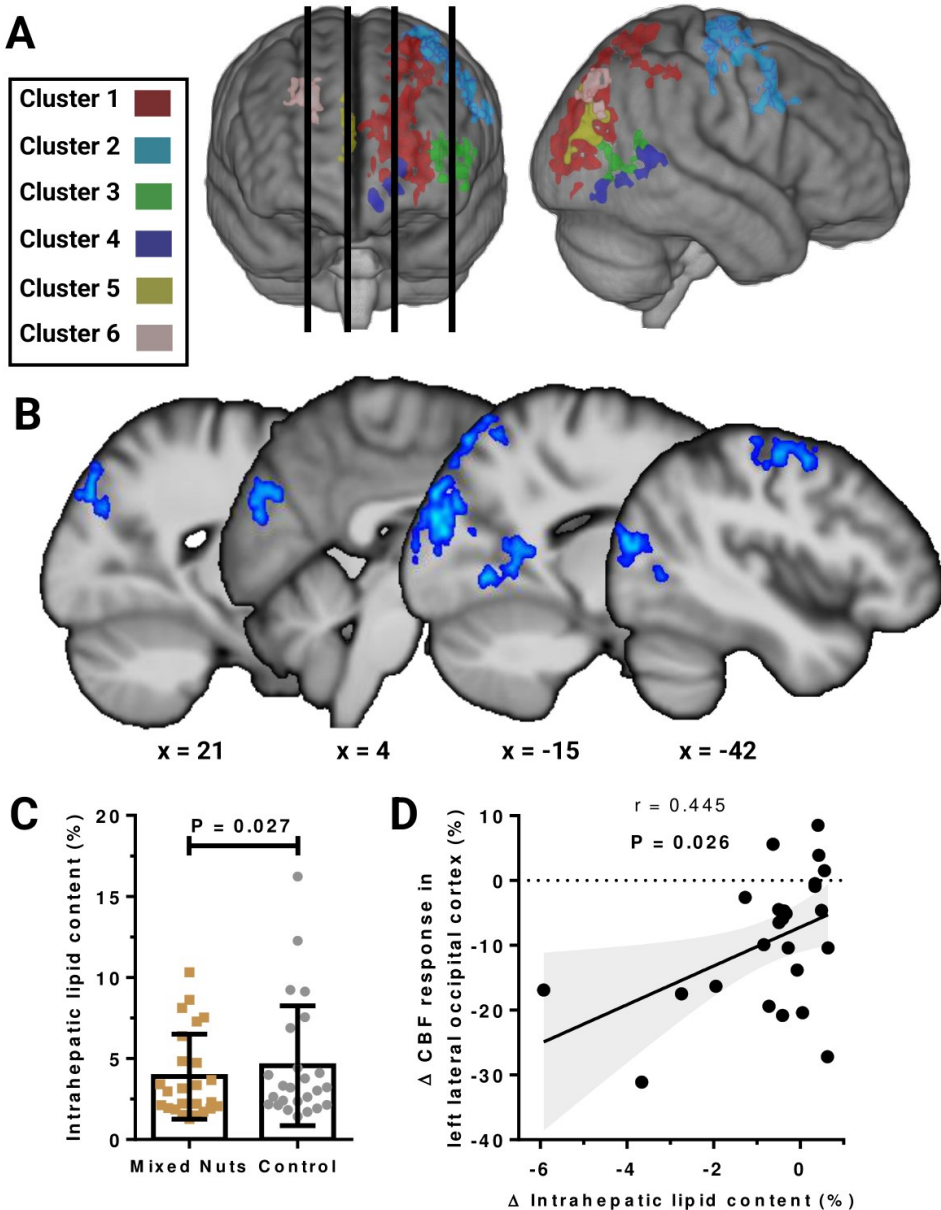 A
Cluster 1
Cluster 2
Cluster 3
Cluster 4
Cluster 5
Cluster 6
B
x = 21
x = 4
x = -15
x = -42
C
P = 0.027
Intrahepatic lipid content (%)
20
15
10
5
0
Mixed Nuts
Control
D
r = 0.445
P = 0.026
Δ CBF response in
left lateral occipital cortex (%)
10
0
-10
-20
-30
-40
-6
-4
-2
0
Δ Intrahepatic lipid content (%)